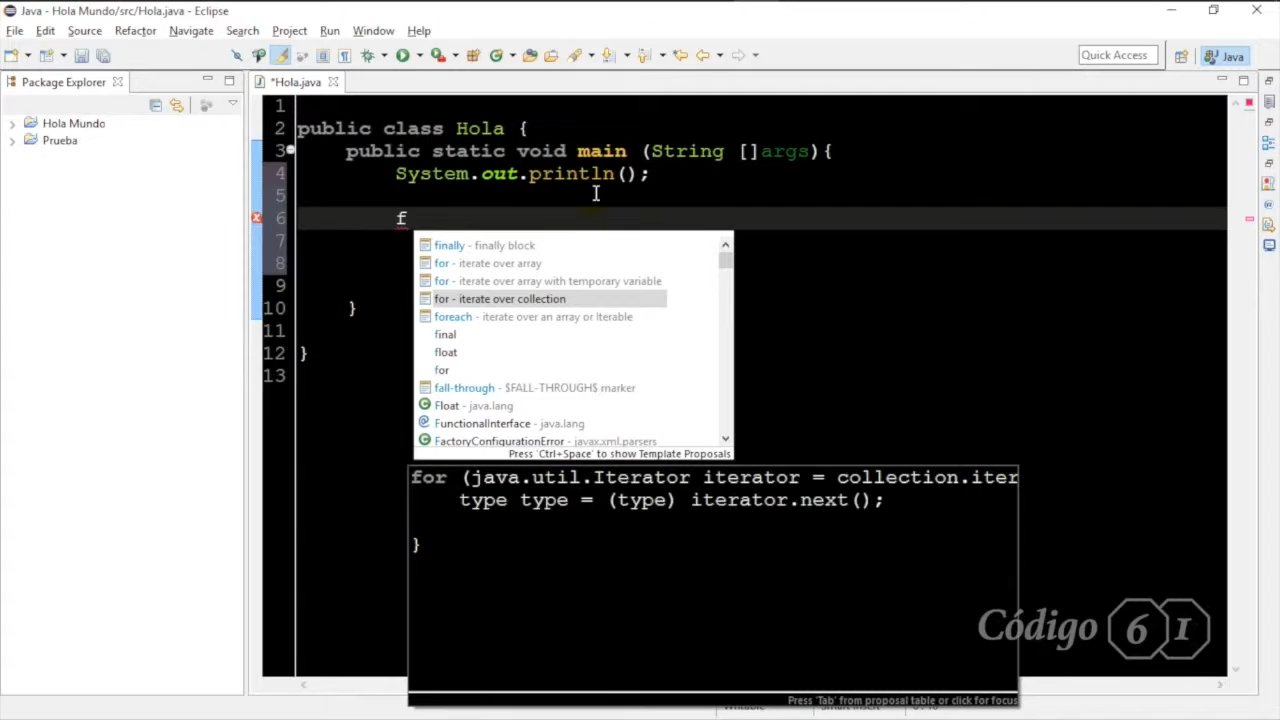 Java - Hola Mundo/src/Hola.java - Eclipse
File Edit Source Refactor Navigate Search Project Run Window Help
Quick Access
Java
Package Explorer
*Hola.java
Hola Mundo
Prueba
1
2 public class Hola {
3 public static void main (String []args){
4 System.out.println();
5
6 f
7
8
9
10 }
11
12 }
13
finally - finally block
for - iterate over array
for - iterate over array with temporary variable
for - iterate over collection
foreach - iterate over an array or Iterable
final
float
for
fall-through - $FALL-THROUGH$ marker
Float - java.lang
FunctionalInterface - java.lang
FactoryConfigurationError - javax.xml.parsers
Press 'Ctrl+Space' to show Template Proposals
for (java.util.Iterator iterator = collection.iter
type type = (type) iterator.next();
}
Press 'Tab' from proposal table or click for focus
Código 61